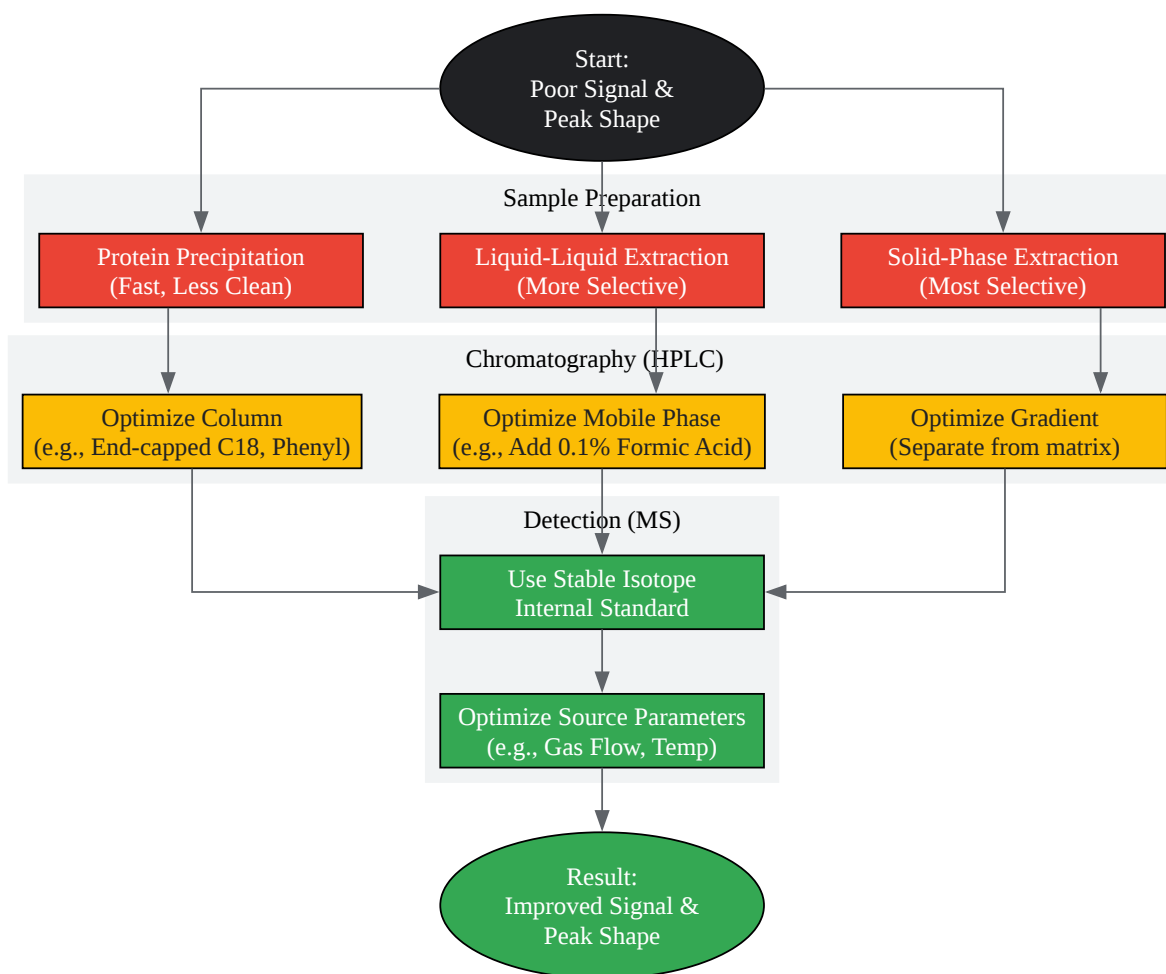 Start:
Poor Signal &
Peak Shape
Sample Preparation
Protein Precipitation
(Fast, Less Clean)
Liquid-Liquid Extraction
(More Selective)
Solid-Phase Extraction
(Most Selective)
Chromatography (HPLC)
Optimize Column
(e.g., End-capped C18, Phenyl)
Optimize Mobile Phase
(e.g., Add 0.1% Formic Acid)
Optimize Gradient
(Separate from matrix)
Detection (MS)
Use Stable Isotope
Internal Standard
Optimize Source Parameters
(e.g., Gas Flow, Temp)
Result:
Improved Signal &
Peak Shape